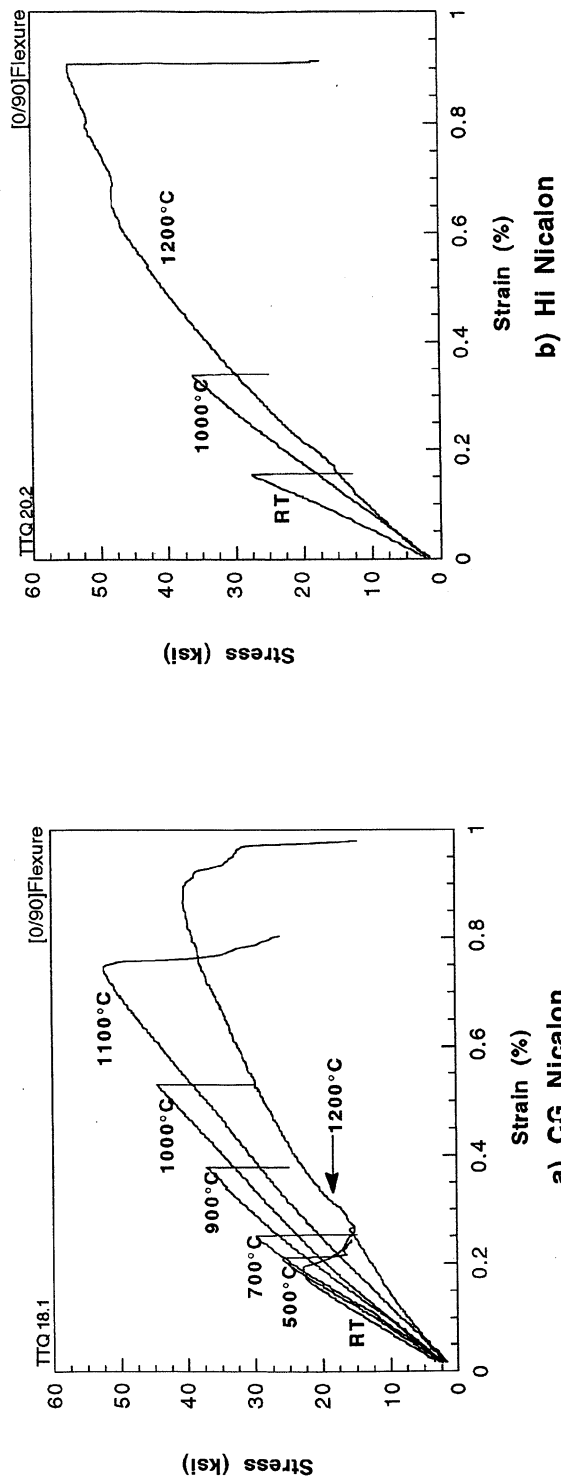 TTQ 18.1
[0/90]Flexure
60
50
40
30
20
10
0
Stress (ksi)
1100°C
1000°C
900°C
700°C
500°C
RT
1200°C
0
0.2
0.4
0.6
0.8
1
Strain (%)
a) CG Nicalon
TTQ 20.2
[0/90]Flexure
60
50
40
30
20
10
0
Stress (ksi)
1200°C
1000°C
RT
0
0.2
0.4
0.6
0.8
1
Strain (%)
b) Hi Nicalon